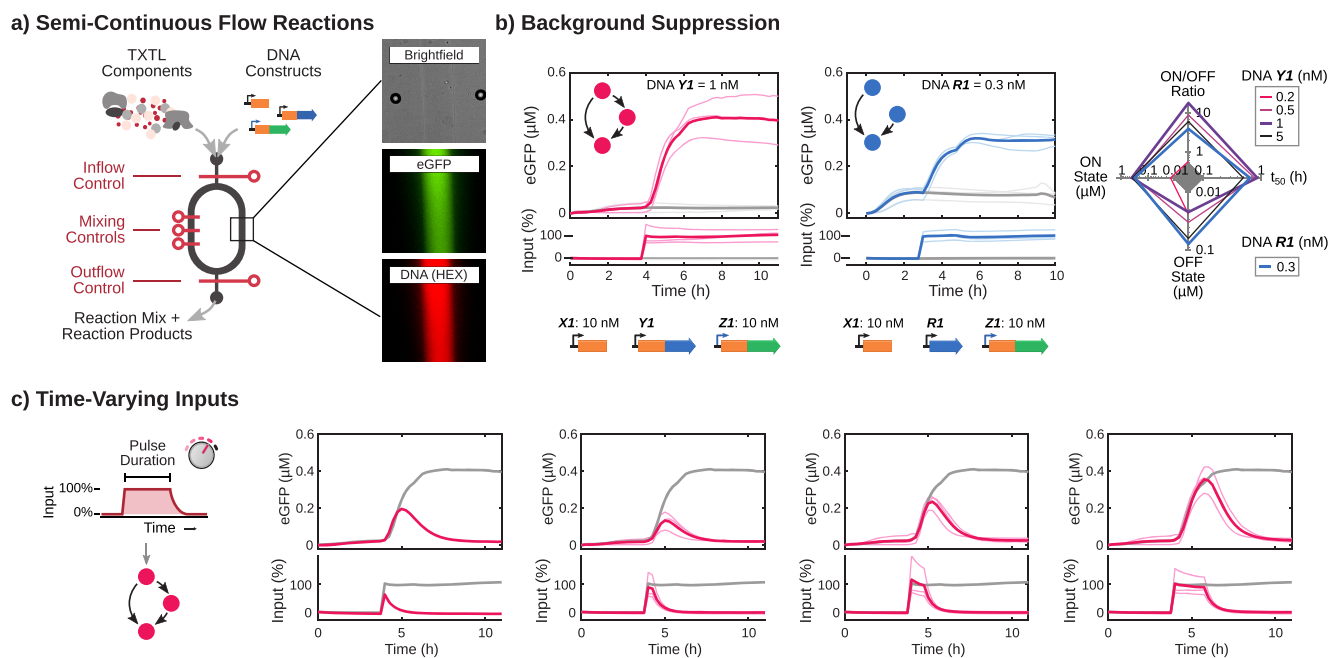 a) Semi-Continuous Flow Reactions
TXTL
Components
DNA
Constructs
Inflow
Control
Mixing
Controls
Outflow
Control
Reaction Mix +
Reaction Products
Brightfield
eGFP
DNA (HEX)
b) Background Suppression
DNA Y1 = 1 nM
eGFP (µM)
0.6
0.4
0.2
0
Input (%)
100
0
0 2 4 6 8 10
Time (h)
X1: 10 nM Y1 Z1: 10 nM
DNA R1 = 0.3 nM
eGFP (µM)
0.6
0.4
0.2
0
Input (%)
100
0
0 2 4 6 8 10
Time (h)
X1: 10 nM R1 Z1: 10 nM
ON/OFF
Ratio
10
1
0.1
ON
State
(µM)
1
0.01
0.1
1
t50 (h)
0.01
0.1
OFF
State
(µM)
DNA Y1 (nM)
0.2
0.5
1
5
DNA R1 (nM)
0.3
c) Time-Varying Inputs
Pulse
Duration
Input
100%
0%
Time
eGFP (µM)
0.6
0.4
0.2
0
Input (%)
100
0
0 5 10
Time (h)
eGFP (µM)
0.6
0.4
0.2
0
Input (%)
100
0
0 5 10
Time (h)
eGFP (µM)
0.6
0.4
0.2
0
Input (%)
100
0
0 5 10
Time (h)
eGFP (µM)
0.6
0.4
0.2
0
Input (%)
100
0
0 5 10
Time (h)